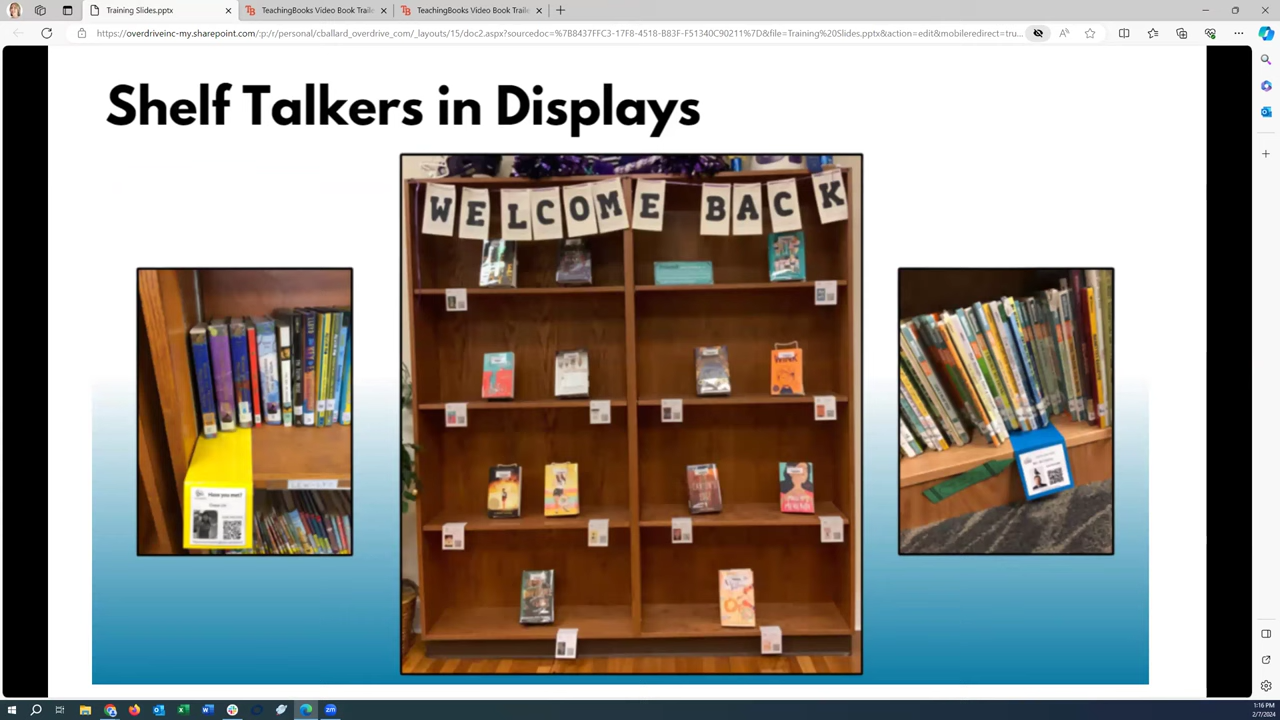 Training Slides.pptx
TeachingBooks Video Book Traile
TeachingBooks Video Book Traile
https://overdriveinc-my.sharepoint.com/:p:/r/personal/cballard_overdrive_com/_layouts/15/doc2.aspx?sourcedoc=%7B8437FFC3-17F8-4518-B83F-F51340C90211%7D&file=Training%20Slides.pptx&action=edit&mobileredirect=tru...
Shelf Talkers in Displays
WELCOME BACK
Have you met?
1:16 PM
2/7/2024